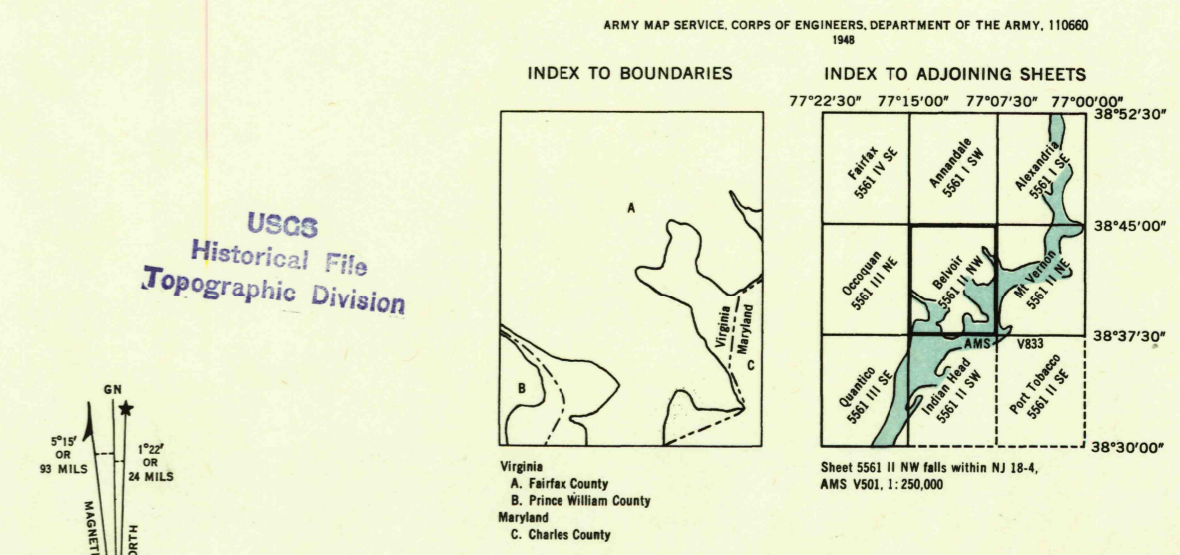 ARMY MAP SERVICE, CORPS OF ENGINEERS, DEPARTMENT OF THE ARMY, 110660
1948
INDEX TO BOUNDARIES
A
B
C
Virginia
Maryland
Virginia
A. Fairfax County
B. Prince William County
Maryland
C. Charles County
INDEX TO ADJOINING SHEETS
77°22'30" 77°15'00" 77°07'30" 77°00'00"
38°52'30"
Fairfax
5561 IV SE
Annandale
5561 I SW
Alexandria
5561 I SE
38°45'00"
Occoquan
5561 III NE
Belvoir
5561 II NW
Mt Vernon
5561 II NE
38°37'30"
AMS V833
Quantico
5561 III SE
Indian Head
5561 II SW
Port Tobacco
5561 II SE
38°30'00"
Sheet 5561 II NW falls within NJ 18-4,
AMS V501, 1:250,000
USGS
Historical File
Topographic Division
GN
5°15'
OR
93 MILS
1°22'
OR
24 MILS